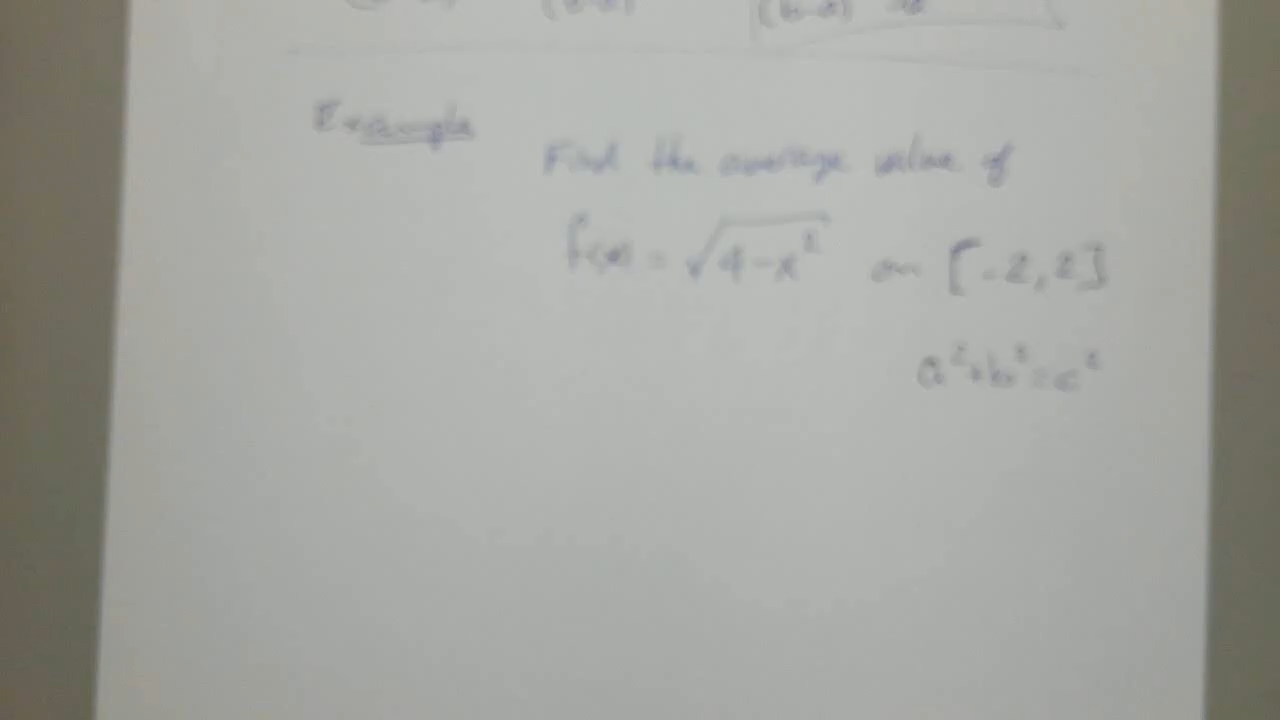 (b-a) (b-a)
Example
Find the average value of
f(x) = √4-x² on [-2,2]
a²+b²=c²